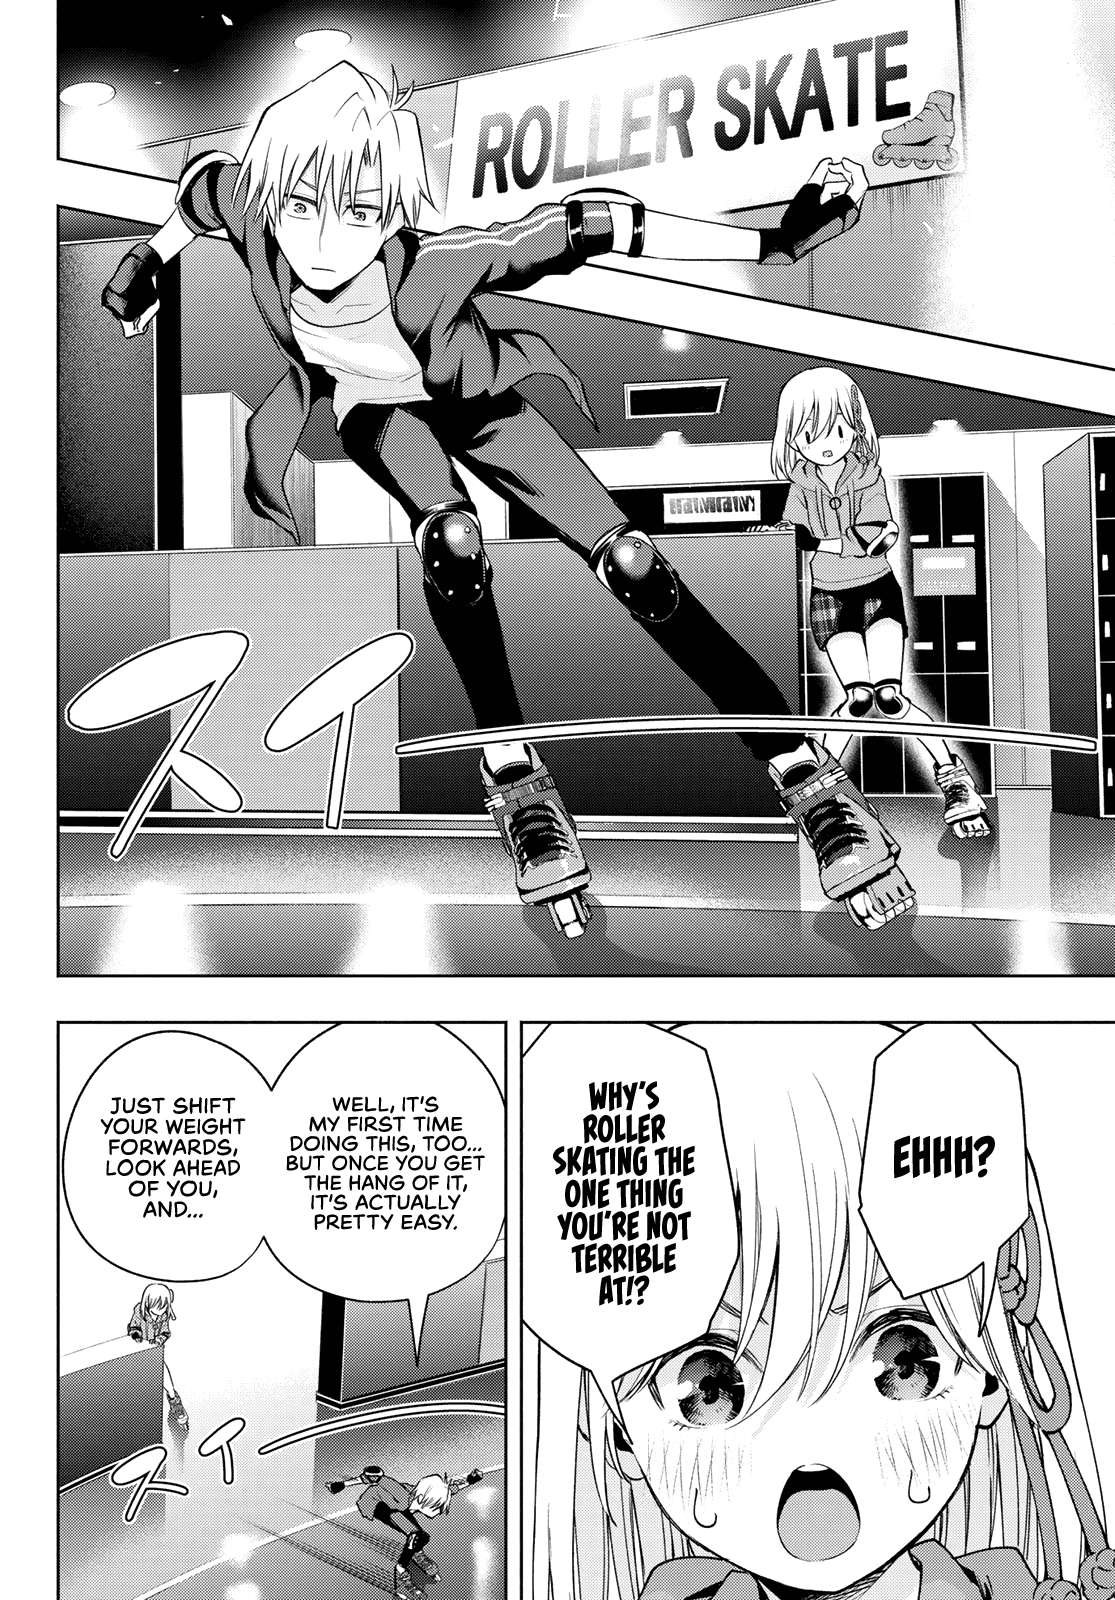 ROLLER SKATE
スイ
EHHH?
WHY'S
ROLLER
SKATING THE
ONE THING
YOU'RE NOT
TERRIBLE
AT!?
WELL, IT'S
MY FIRST TIME
DOING THIS, TOO...
BUT ONCE YOU GET
THE HANG OF IT,
IT'S ACTUALLY
PRETTY EASY.
JUST SHIFT
YOUR WEIGHT
FORWARDS,
LOOK AHEAD
OF YOU,
AND...
スイー